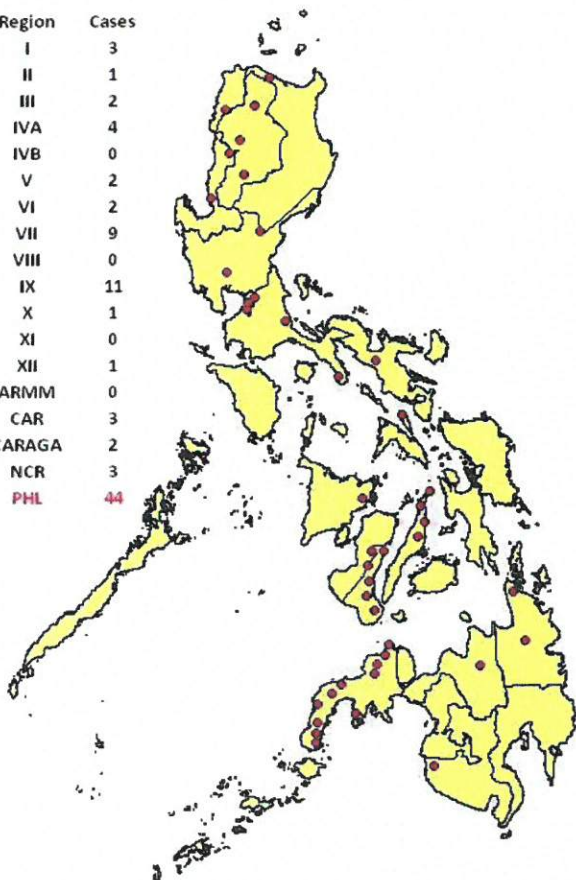 Region Cases
I 3
II 1
III 2
IVA 4
IVB 0
V 2
VI 2
VII 9
VIII 0
IX 11
X 1
XI 0
XII 1
ARMM 0
CAR 3
CARAGA 2
NCR 3
PHL 44